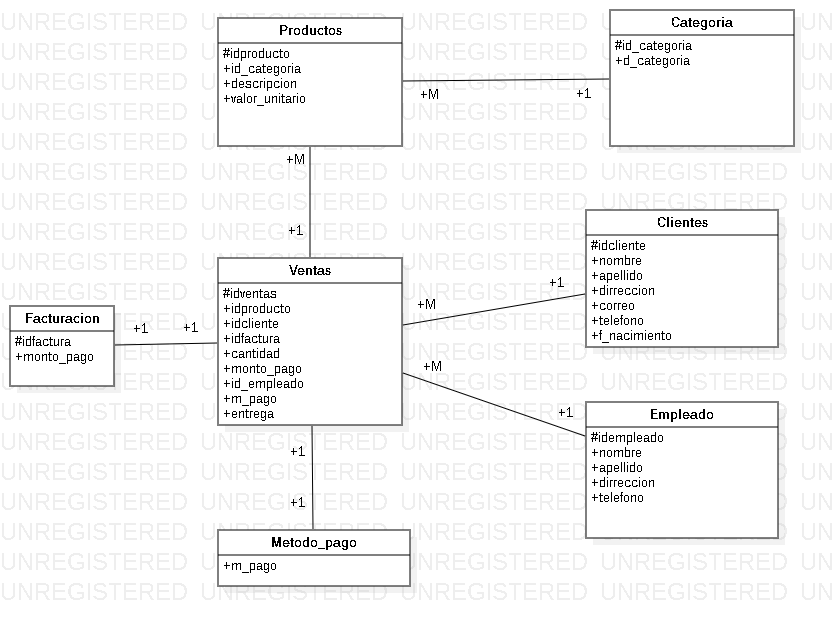 Productos
#idproducto
+id_categoria
+descripcion
+valor_unitario
Categoria
#id_categoria
+d_categoria
+M
+1
+M
+1
Ventas
#idventas
+idproducto
+idcliente
+idfactura
+cantidad
+monto_pago
+id_empleado
+m_pago
+entrega
Clientes
#idcliente
+nombre
+apellido
+direccion
+correo
+telefono
+f_nacimiento
+M
+1
Facturacion
#idfactura
+monto_pago
+1
+1
+M
+1
Empleado
#idempleado
+nombre
+apellido
+direccion
+telefono
+1
+1
Metodo_pago
+m_pago
UNREGISTERED